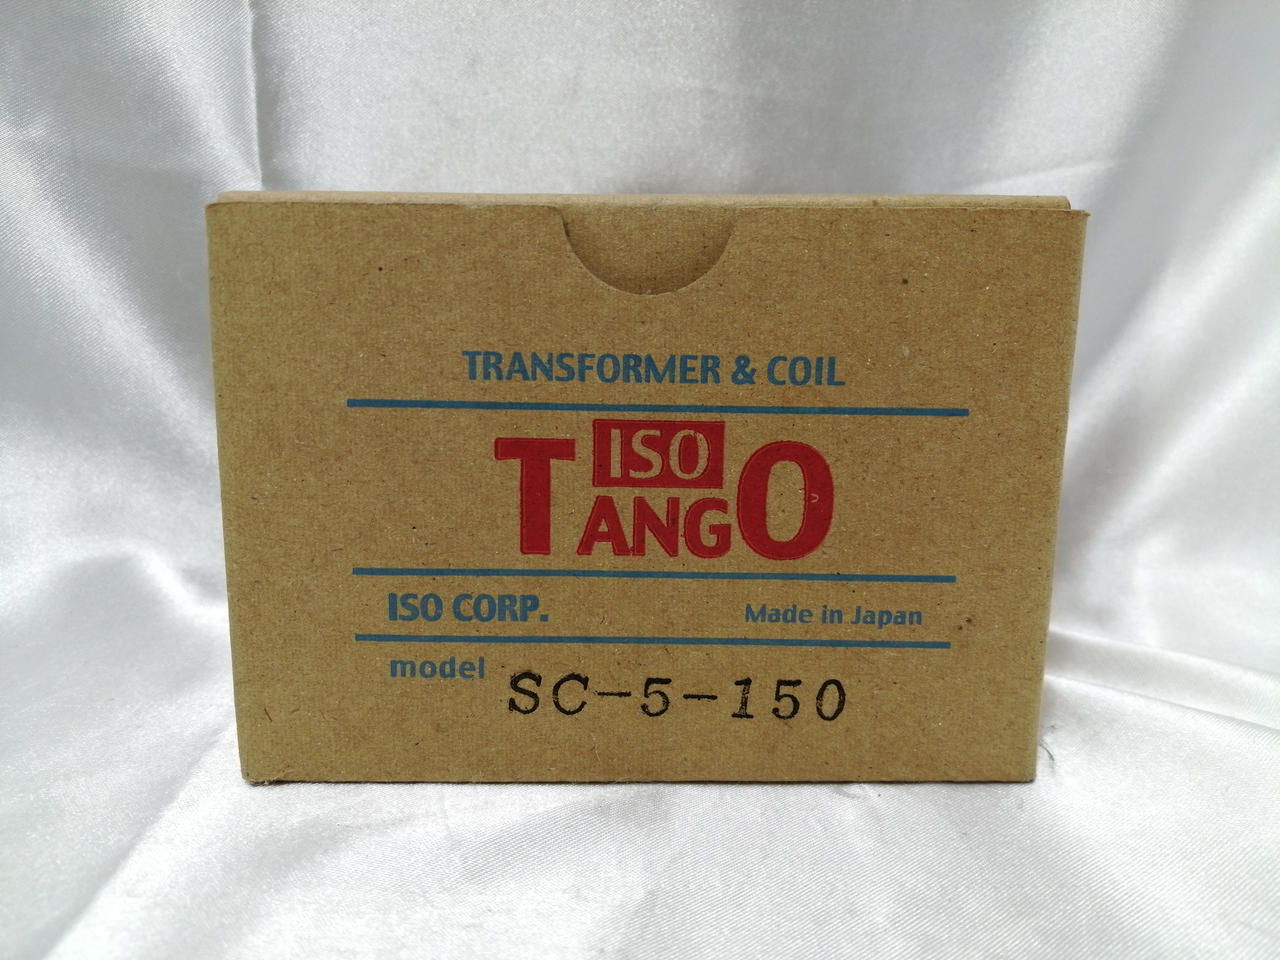 TRANSFORMER & COIL
ISO
TANGO
ISO CORP. Made in Japan
model SC-5-150